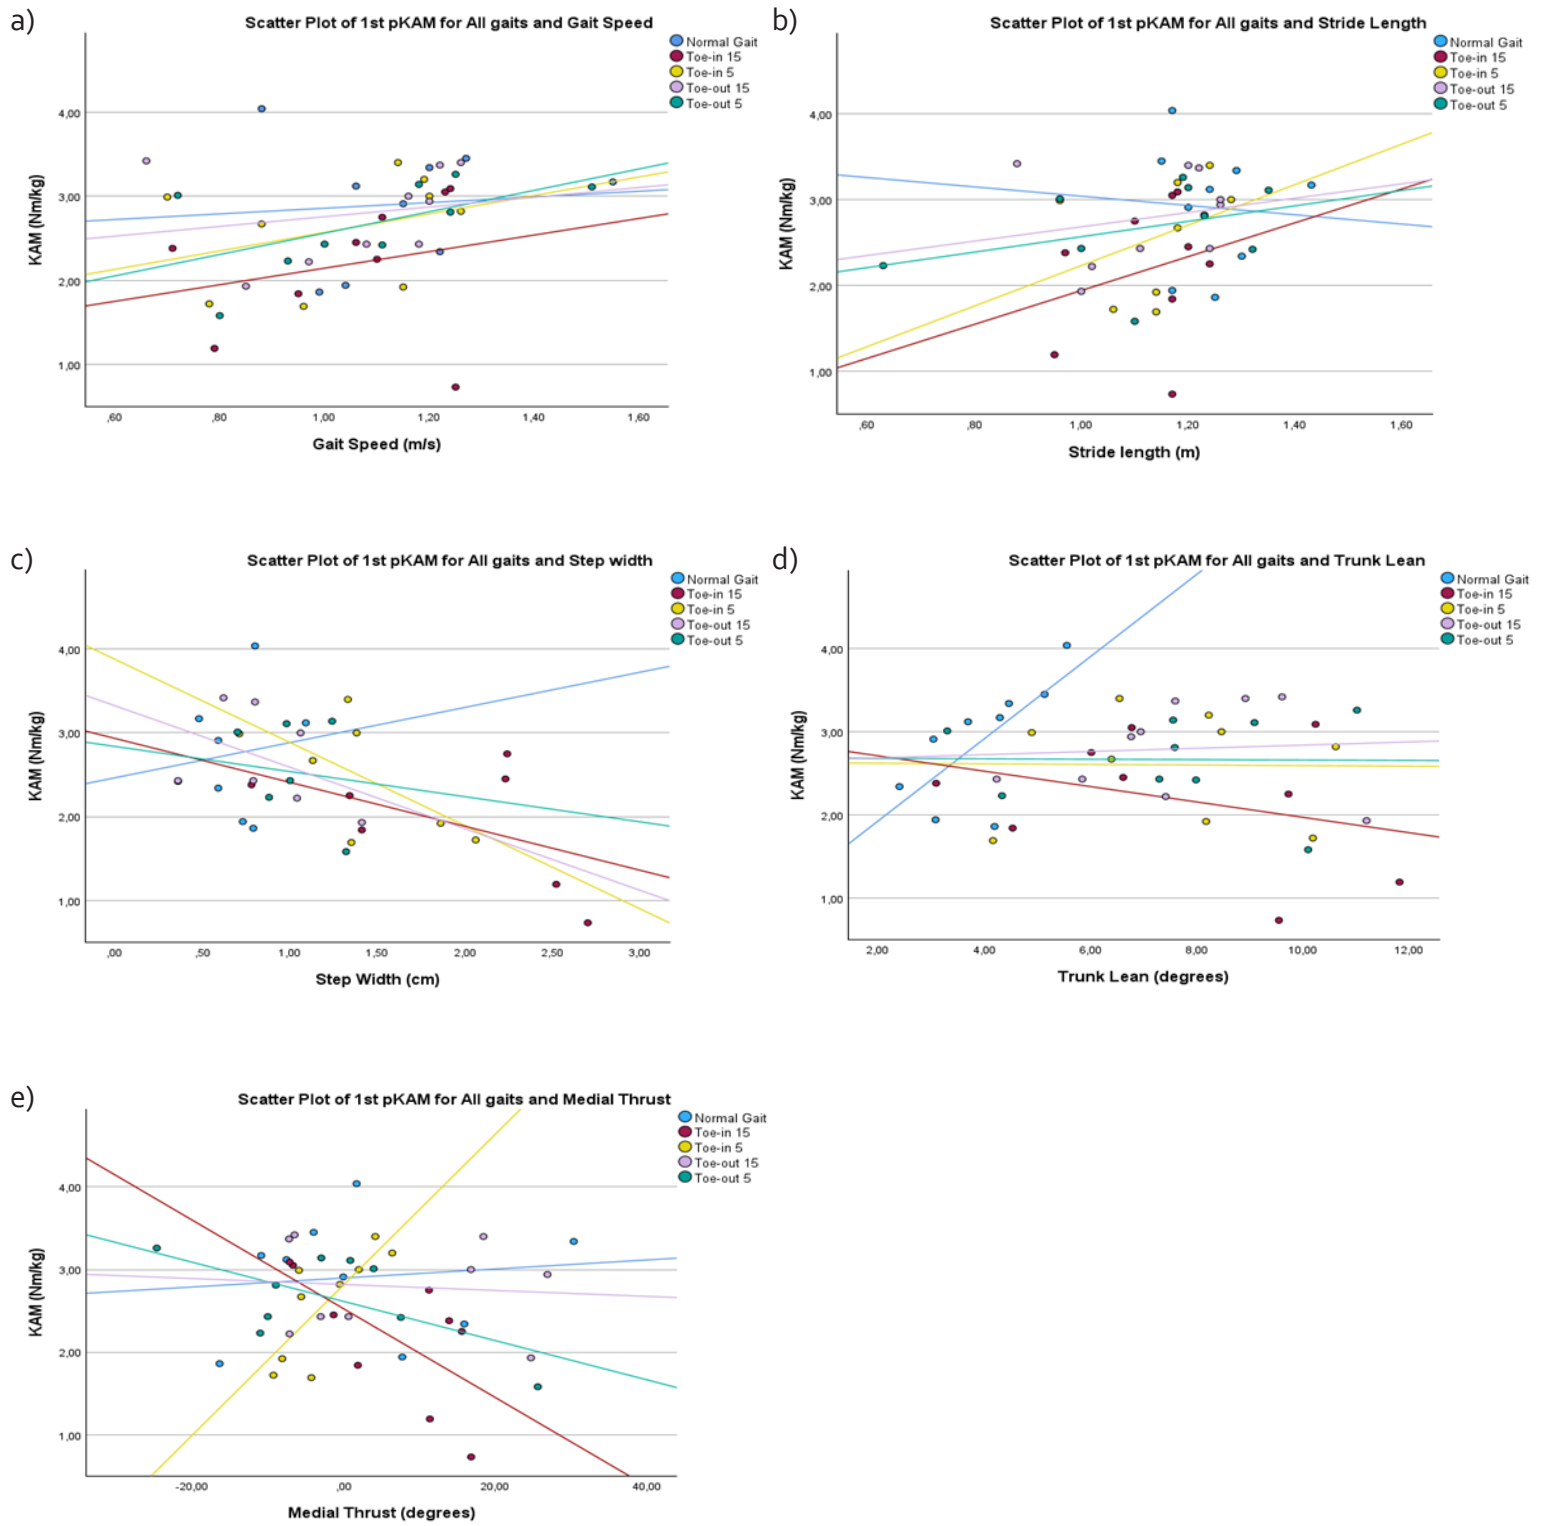 a)
Scatter Plot of 1st pKAM for All gaits and Gait Speed
Normal Gait
Toe-in 15
Toe-in 5
Toe-out 15
Toe-out 5
4,00
3,00
2,00
1,00
KAM (Nm/kg)
,60 ,80 1,00 1,20 1,40 1,60
Gait Speed (m/s)
b)
Scatter Plot of 1st pKAM for All gaits and Stride Length
Normal Gait
Toe-in 15
Toe-in 5
Toe-out 15
Toe-out 5
4,00
3,00
2,00
1,00
KAM (Nm/kg)
,60 ,80 1,00 1,20 1,40 1,60
Stride length (m)
c)
Scatter Plot of 1st pKAM for All gaits and Step width
Normal Gait
Toe-in 15
Toe-in 5
Toe-out 15
Toe-out 5
4,00
3,00
2,00
1,00
KAM (Nm/kg)
,00 ,50 1,00 1,50 2,00 2,50 3,00
Step Width (cm)
d)
Scatter Plot of 1st pKAM for All gaits and Trunk Lean
Normal Gait
Toe-in 15
Toe-in 5
Toe-out 15
Toe-out 5
4,00
3,00
2,00
1,00
KAM (Nm/kg)
2,00 4,00 6,00 8,00 10,00 12,00
Trunk Lean (degrees)
e)
Scatter Plot of 1st pKAM for All gaits and Medial Thrust
Normal Gait
Toe-in 15
Toe-in 5
Toe-out 15
Toe-out 5
4,00
3,00
2,00
1,00
KAM (Nm/kg)
-20,00 ,00 20,00 40,00
Medial Thrust (degrees)